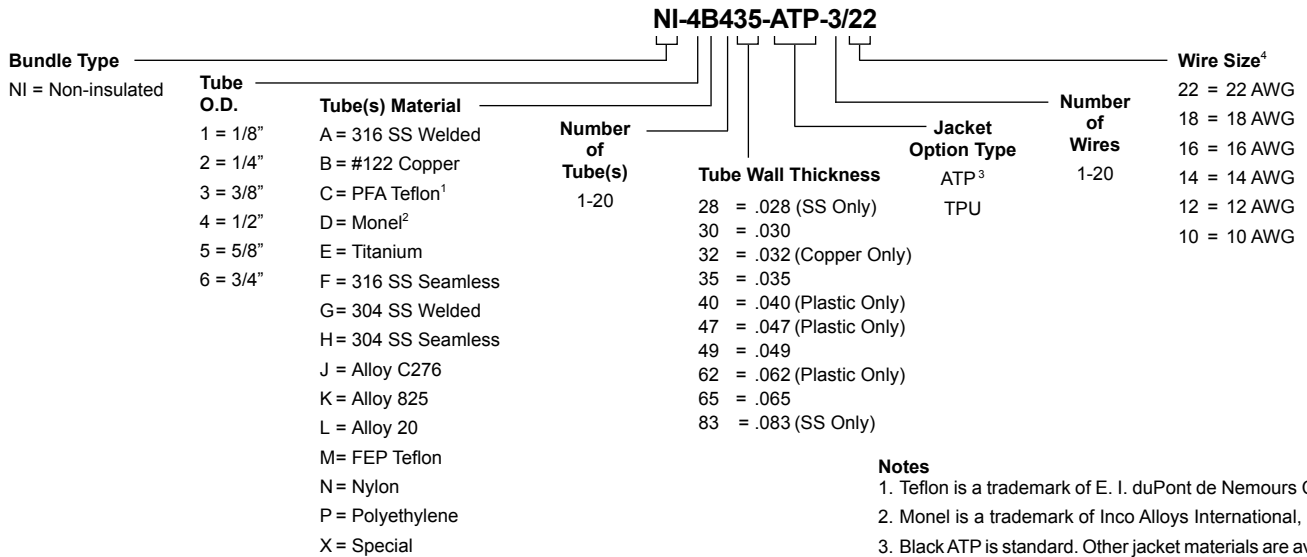 NI-4B435-ATP-3/22
Bundle Type
NI = Non-insulated
Tube
O.D.
1 = 1/8”
2 = 1/4”
3 = 3/8”
4 = 1/2”
5 = 5/8”
6 = 3/4”
Tube(s) Material
A = 316 SS Welded
B = #122 Copper
C = PFA Teflon¹
D = Monel²
E = Titanium
F = 316 SS Seamless
G = 304 SS Welded
H = 304 SS Seamless
J = Alloy C276
K = Alloy 825
L = Alloy 20
M = FEP Teflon
N = Nylon
P = Polyethylene
X = Special
Number
of
Tube(s)
1-20
Tube Wall Thickness
28 = .028 (SS Only)
30 = .030
32 = .032 (Copper Only)
35 = .035
40 = .040 (Plastic Only)
47 = .047 (Plastic Only)
49 = .049
62 = .062 (Plastic Only)
65 = .065
83 = .083 (SS Only)
Jacket
Option Type
ATP³
TPU
Number
of
Wires
1-20
Wire Size⁴
22 = 22 AWG
18 = 18 AWG
16 = 16 AWG
14 = 14 AWG
12 = 12 AWG
10 = 10 AWG
Notes
1. Teflon is a trademark of E. I. duPont de Nemours
2. Monel is a trademark of Inco Alloys International,
3. Black ATP is standard. Other jacket materials are